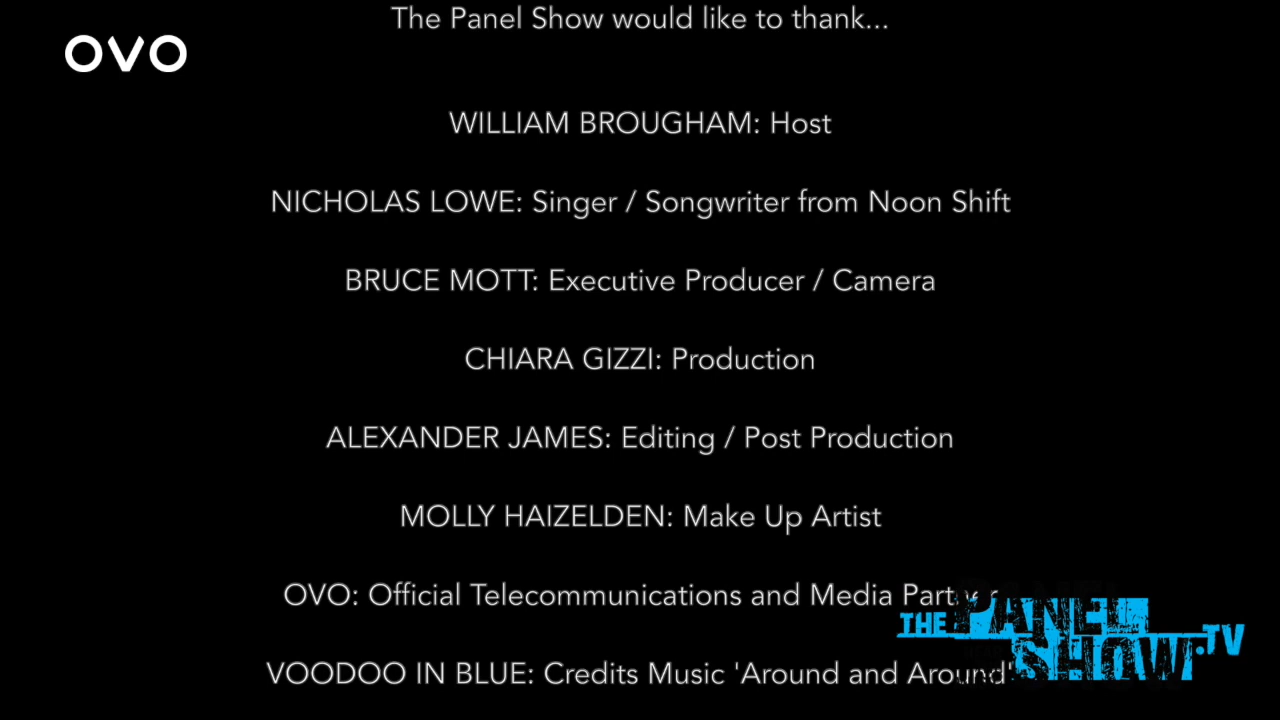 The Panel Show would like to thank...
OVO
WILLIAM BROUGHAM: Host
NICHOLAS LOWE: Singer / Songwriter from Noon Shift
BRUCE MOTT: Executive Producer / Camera
CHIARA GIZZI: Production
ALEXANDER JAMES: Editing / Post Production
MOLLY HAIZELDEN: Make Up Artist
OVO: Official Telecommunications and Media Partner
THE PANEL SHOW.TV
VOODOO IN BLUE: Credits Music 'Around and Around'